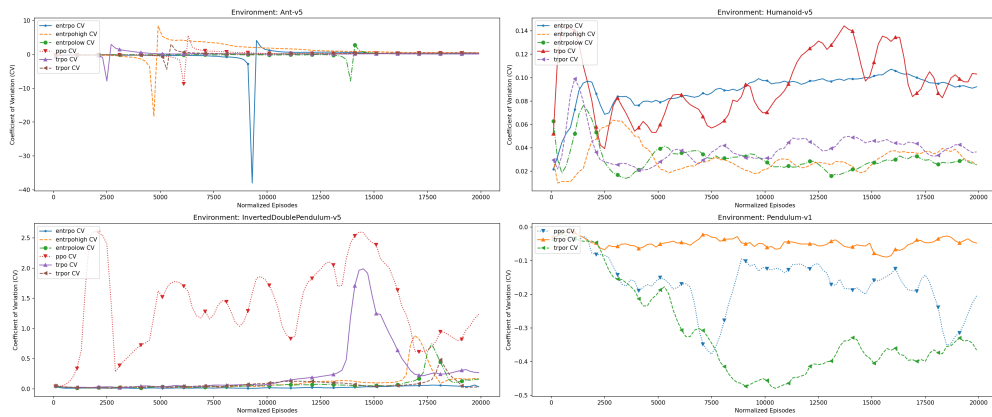 Environment: Ant-v5
Coefficient of Variation (CV)
10
0
−10
−20
−30
−40
entrpo CV
entrpohigh CV
entrpolow CV
ppo CV
trpo CV
trpor CV
0 2500 5000 7500 10000 12500 15000 17500 20000
Normalized Episodes
Environment: Humanoid-v5
Coefficient of Variation (CV)
0.14
0.12
0.10
0.08
0.06
0.04
0.02
entrpo CV
entrpohigh CV
entrpolow CV
trpo CV
trpor CV
0 2500 5000 7500 10000 12500 15000 17500 20000
Normalized Episodes
Environment: InvertedDoublePendulum-v5
Coefficient of Variation (CV)
2.5
2.0
1.5
1.0
0.5
0.0
entrpo CV
entrpohigh CV
entrpolow CV
ppo CV
trpo CV
trpor CV
0 2500 5000 7500 10000 12500 15000 17500 20000
Normalized Episodes
Environment: Pendulum-v1
Coefficient of Variation (CV)
0.0
−0.1
−0.2
−0.3
−0.4
−0.5
ppo CV
trpo CV
trpor CV
0 2500 5000 7500 10000 12500 15000 17500 20000
Normalized Episodes